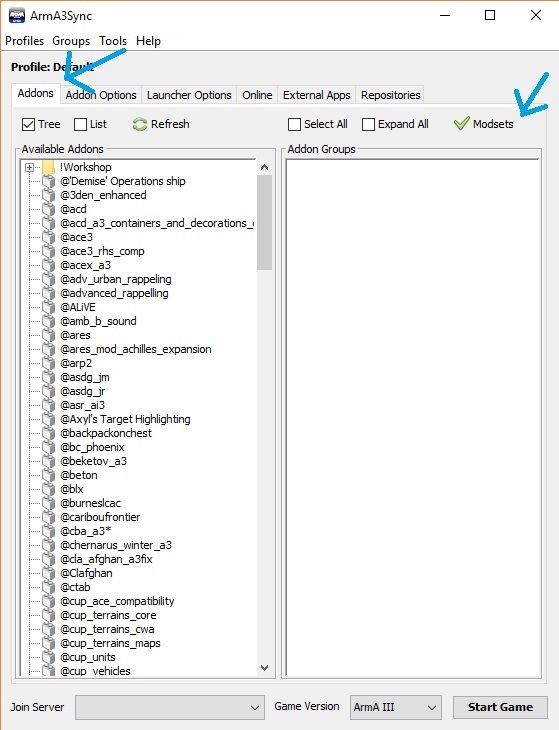 ArmA3Sync
Profiles Groups Tools Help
Profile: Default
Addons Addon Options Launcher Options Online External Apps Repositories
Tree List Refresh Select All Expand All Modsets
Available Addons Addon Groups
!Workshop
@'Demise' Operations ship
@3den_enhanced
@acd
@acd_a3_containers_and_decorations_
@ace3
@ace3_rhs_comp
@acex_a3
@adv_urban_rappeling
@advanced_rappelling
@ALiVE
@amb_b_sound
@ares
@ares_mod_achilles_expansion
@arp2
@asdg_jm
@asdg_jr
@asr_ai3
@Axyl's Target Highlighting
@backpackonchest
@bc_phoenix
@beketov_a3
@beton
@blx
@burneslcac
@cariboufrontier
@cba_a3*
@chernarus_winter_a3
@cla_afghan_a3fix
@Clafghan
@ctab
@cup_ace_compatibility
@cup_terrains_core
@cup_terrains_cwa
@cup_terrains_maps
@cup_units
@cup_vehicles
Join Server Game Version ArmA III Start Game